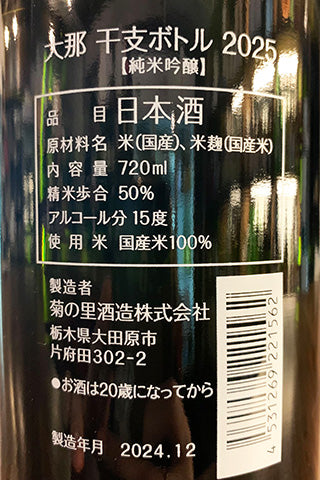 大那 干支ボトル 2025
【純米吟醸】
品 目 日本酒
原材料名 米(国産)、米麹(国産米)
内容量 720ml
精米歩合 50%
アルコール分 15度
使用米 国産米100%
製造者
菊の里酒造株式会社
栃木県大田原市
片府田302-2
●お酒は20歳になってから
製造年月 2024.12
4531269221562